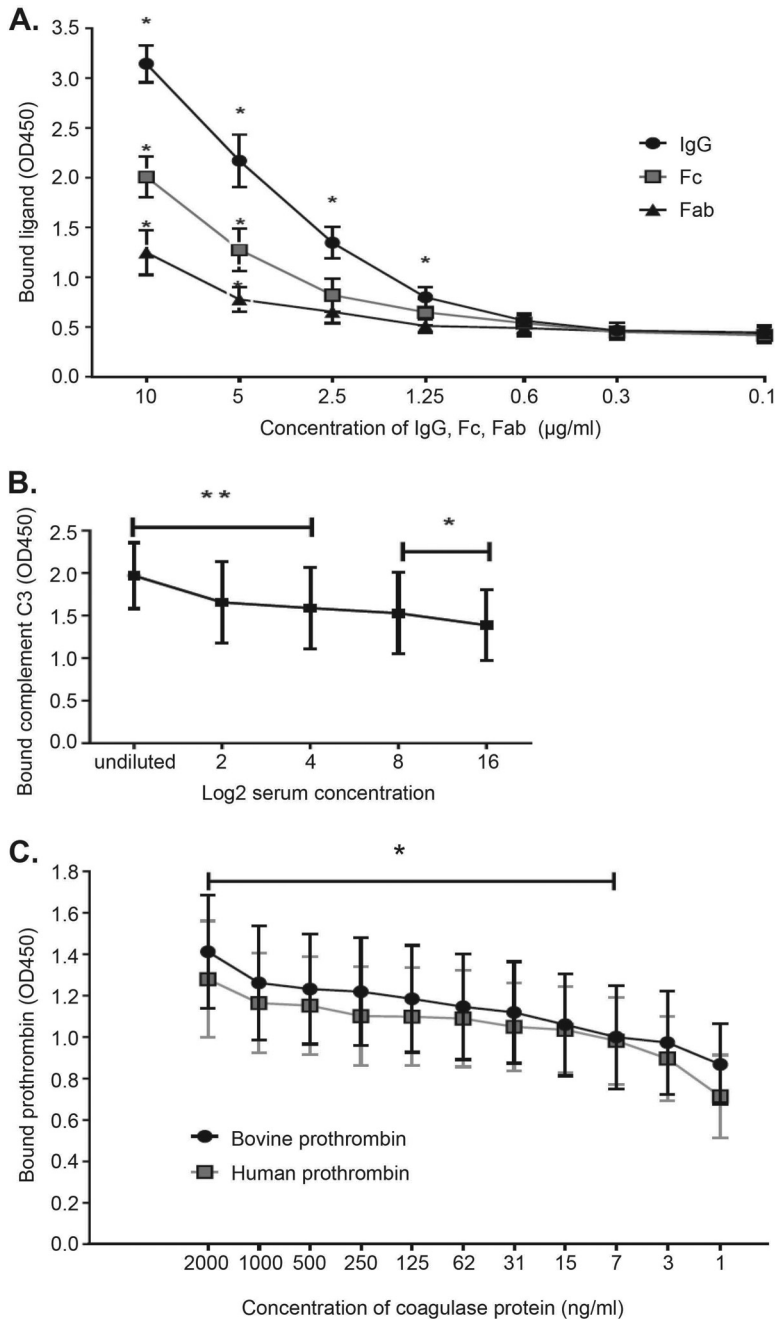 A.
*
3.5
3.0
2.5
2.0
1.5
1.0
0.5
0.0
*
*
*
*
*
*
*
IgG
Fc
Fab
Bound ligand (OD450)
10 5 2.5 1.25 0.6 0.3 0.1
Concentration of IgG, Fc, Fab (µg/ml)
B.
** *
2.5
2.0
1.5
1.0
0.5
0.0
Bound complement C3 (OD450)
undiluted 2 4 8 16
Log2 serum concentration
C.
*
1.8
1.6
1.4
1.2
1.0
0.8
0.6
0.4
0.2
0.0
Bound prothrombin (OD450)
Bovine prothrombin
Human prothrombin
2000 1000 500 250 125 62 31 15 7 3 1
Concentration of coagulase protein (ng/ml)